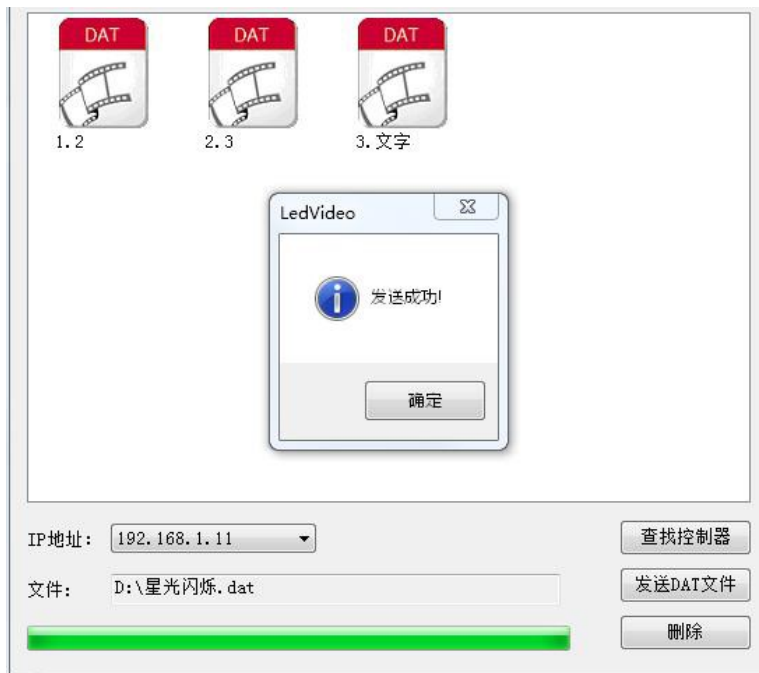 DAT DAT DAT
1.2 2.3 3.文字
LedVideo
发送成功!
确定
IP地址: 192.168.1.11 查找控制器
文件: D:\星光闪烁.dat 发送DAT文件
删除